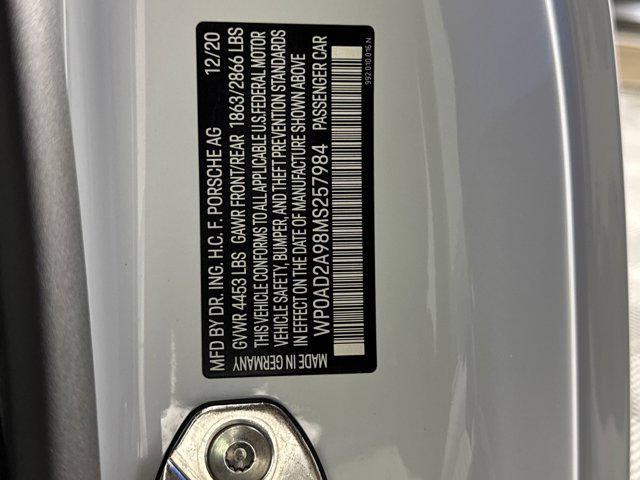 MFD BY DR. ING. H.C. F. PORSCHE AG 12/20
GVWR 4453 LBS GAWR FRONT/REAR 1863/2866 LBS
THIS VEHICLE CONFORMS TO ALL APPLICABLE U.S.FEDERAL MOTOR
VEHICLE SAFETY, BUMPER, AND THEFT PREVENTION STANDARDS
IN EFFECT ON THE DATE OF MANUFACTURE SHOWN ABOVE
WP0AD2A98MS257984 PASSENGER CAR
MADE IN GERMANY
992 010 016 N